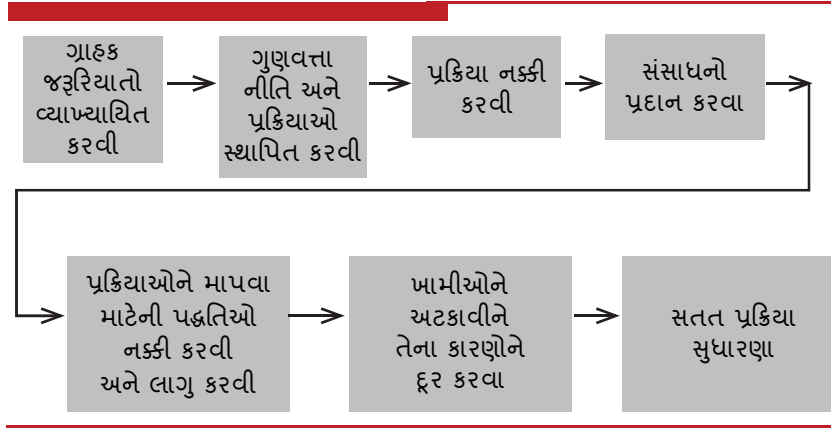 ગ્રાહક
જરૂરિયાતો
વ્યાખ્યાયિત
કરવી
ગુણવત્તા
નીતિ અને
પ્રક્રિયાઓ
સ્થાપિત કરવી
પ્રક્રિયા નક્કી
કરવી
સંસાધનો
પ્રદાન કરવા
પ્રક્રિયાઓને માપવા
માટેની પદ્ધતિઓ
નક્કી કરવી
અને લાગુ કરવી
ખામીઓને
અટકાવીને
તેના કારણોને
દૂર કરવા
સતત પ્રક્રિયા
સુધારણા